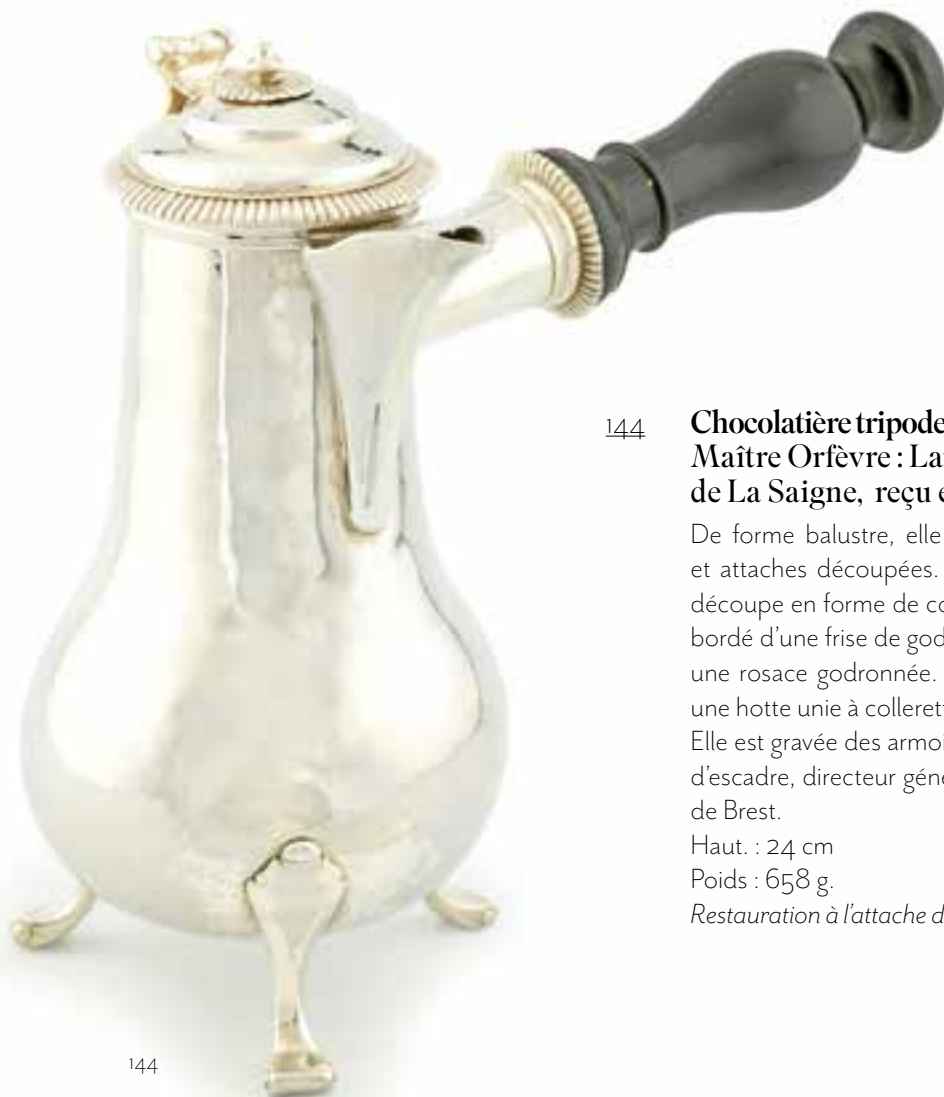 144
Chocolatière tripode
Maître Orfèvre : La
de La Saigne, reçu e
De forme balustre, elle
et attaches découpées.
découpe en forme de co
bordé d'une frise de god
une rosace godronnée.
une hotte unie à collerett
Elle est gravée des armoi
d'escadre, directeur géné
de Brest.
Haut. : 24 cm
Poids : 658 g.
Restauration à l'attache d
144